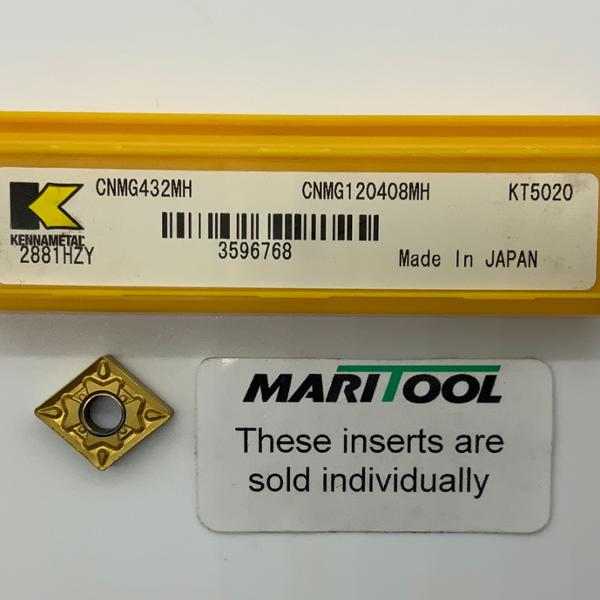 CNMG432MH CNMG120408MH KT5020
KENNAMETAL
2881HZY 3596768 Made In JAPAN
MARITOOL
These inserts are
sold individually